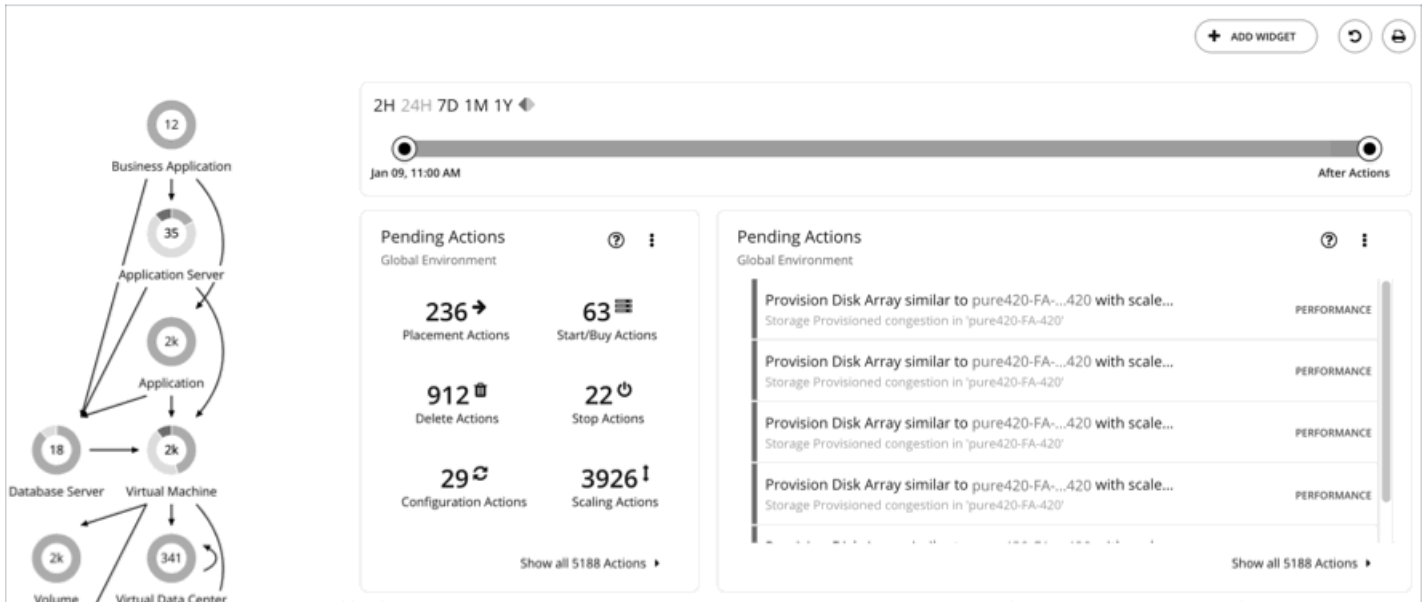 ADD WIDGET
2H 24H 7D 1M 1Y
Jan 09, 11:00 AM
After Actions
12
Business Application
35
Application Server
2k
Application
18
Database Server
2k
Virtual Machine
2k
Volume
341
Virtual Data Center
Pending Actions
Global Environment
236
Placement Actions
63
Start/Buy Actions
912
Delete Actions
22
Stop Actions
29
Configuration Actions
3926
Scaling Actions
Show all 5188 Actions
Pending Actions
Global Environment
Provision Disk Array similar to pure420-FA-...420 with scale...
Storage Provisioned congestion in 'pure420-FA-420'
PERFORMANCE
Provision Disk Array similar to pure420-FA-...420 with scale...
Storage Provisioned congestion in 'pure420-FA-420'
PERFORMANCE
Provision Disk Array similar to pure420-FA-...420 with scale...
Storage Provisioned congestion in 'pure420-FA-420'
PERFORMANCE
Provision Disk Array similar to pure420-FA-...420 with scale...
Storage Provisioned congestion in 'pure420-FA-420'
PERFORMANCE
Show all 5188 Actions